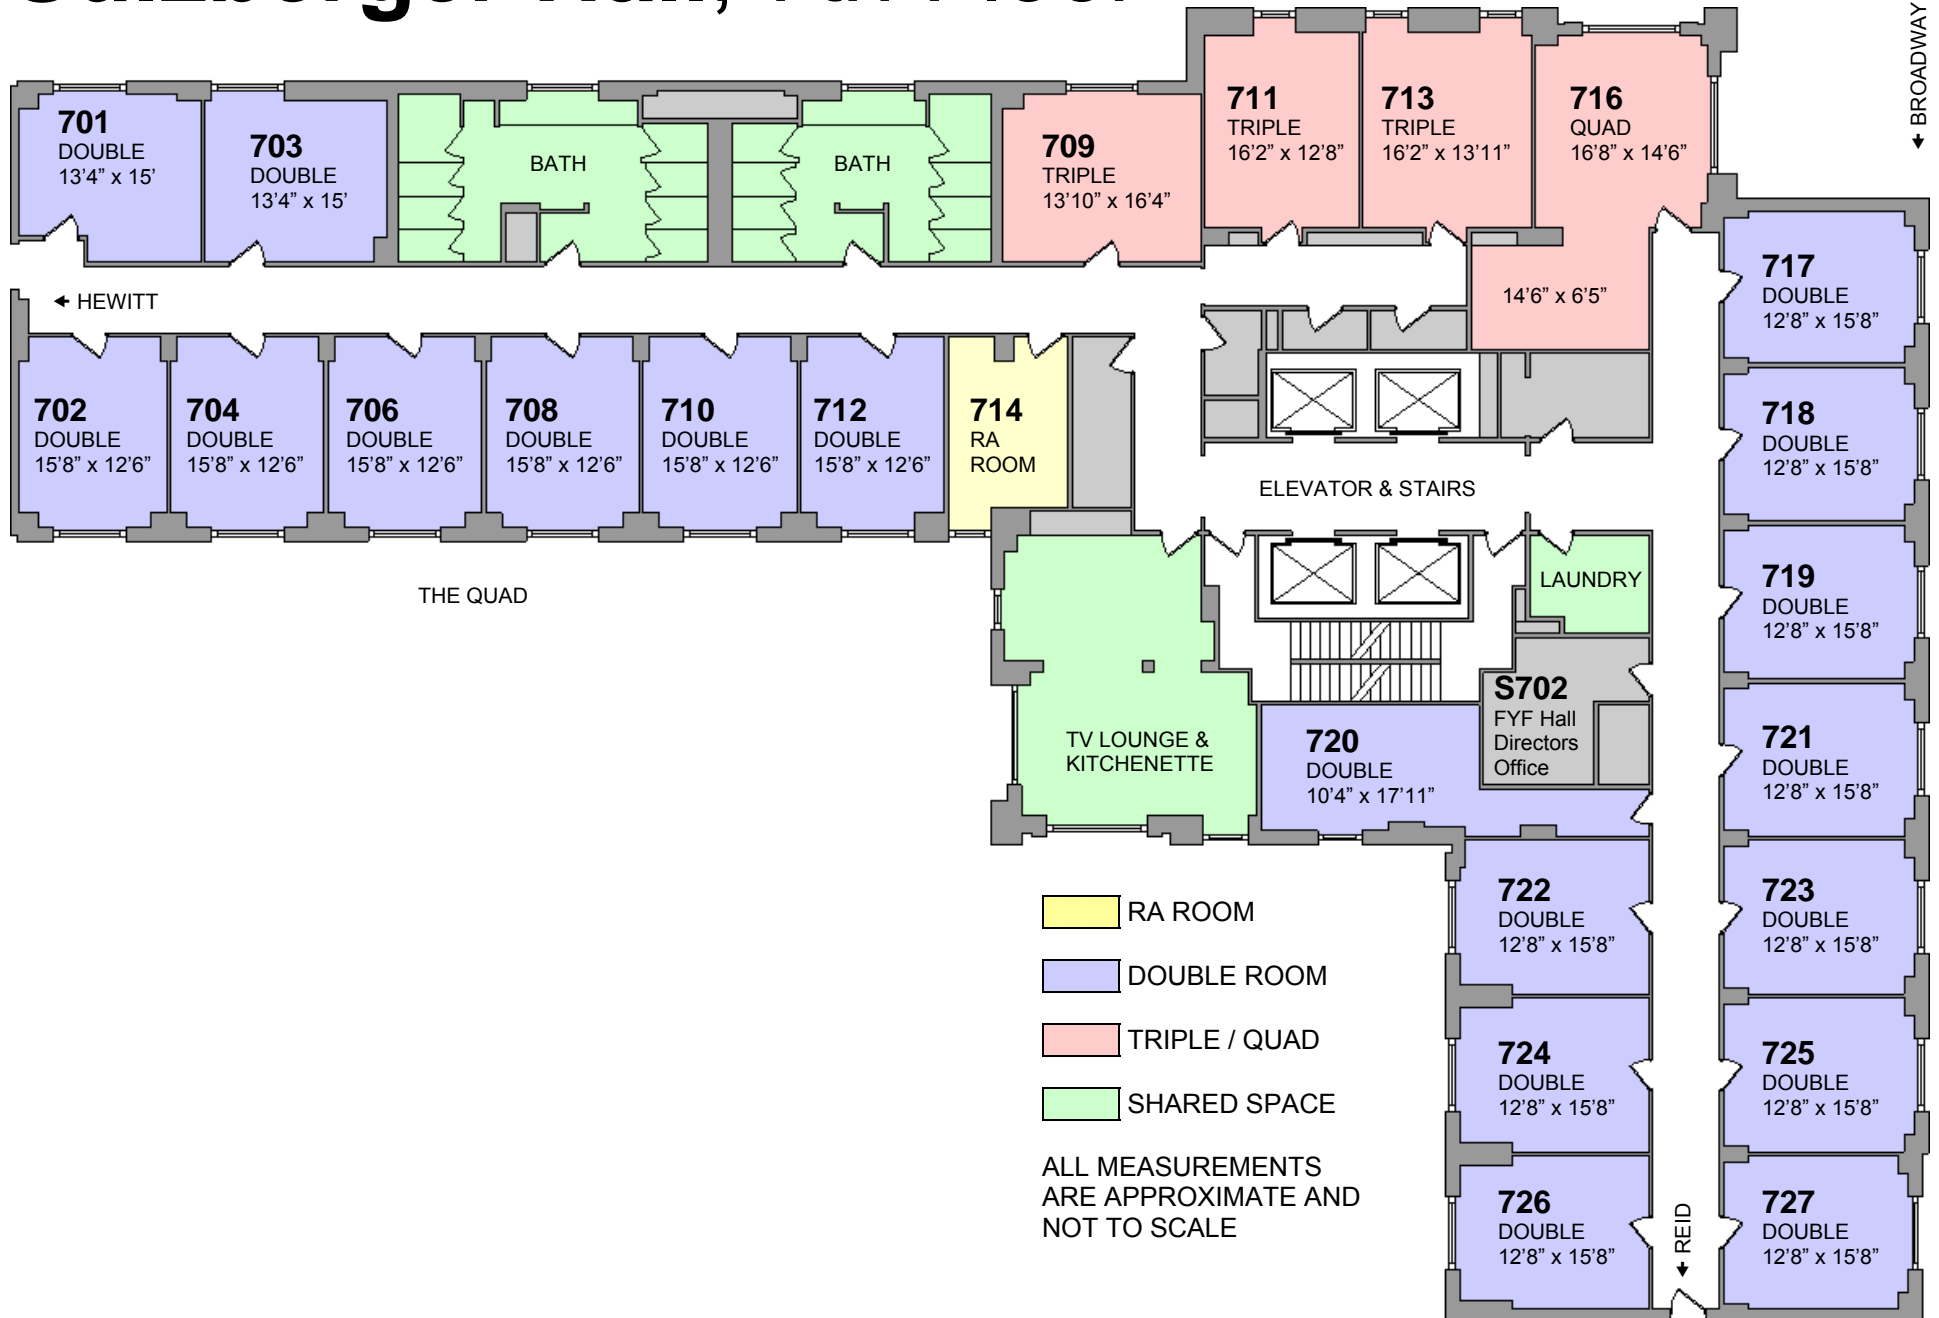 BROADWAY
701
DOUBLE
13’4” x 15’
703
DOUBLE
13’4” x 15’
BATH
BATH
709
TRIPLE
13’10” x 16’4”
711
TRIPLE
16’2” x 12’8”
713
TRIPLE
16’2” x 13’11”
716
QUAD
16’8” x 14’6”
14’6” x 6’5”
HEWITT
702
DOUBLE
15’8” x 12’6”
704
DOUBLE
15’8” x 12’6”
706
DOUBLE
15’8” x 12’6”
708
DOUBLE
15’8” x 12’6”
710
DOUBLE
15’8” x 12’6”
712
DOUBLE
15’8” x 12’6”
714
RA
ROOM
717
DOUBLE
12’8” x 15’8”
718
DOUBLE
12’8” x 15’8”
ELEVATOR & STAIRS
THE QUAD
LAUNDRY
719
DOUBLE
12’8” x 15’8”
S702
FYF Hall
Directors
Office
TV LOUNGE &
KITCHENETTE
720
DOUBLE
10’4” x 17’11”
721
DOUBLE
12’8” x 15’8”
722
DOUBLE
12’8” x 15’8”
723
DOUBLE
12’8” x 15’8”
724
DOUBLE
12’8” x 15’8”
725
DOUBLE
12’8” x 15’8”
726
DOUBLE
12’8” x 15’8”
727
DOUBLE
12’8” x 15’8”
REID
RA ROOM
DOUBLE ROOM
TRIPLE / QUAD
SHARED SPACE
ALL MEASUREMENTS
ARE APPROXIMATE AND
NOT TO SCALE